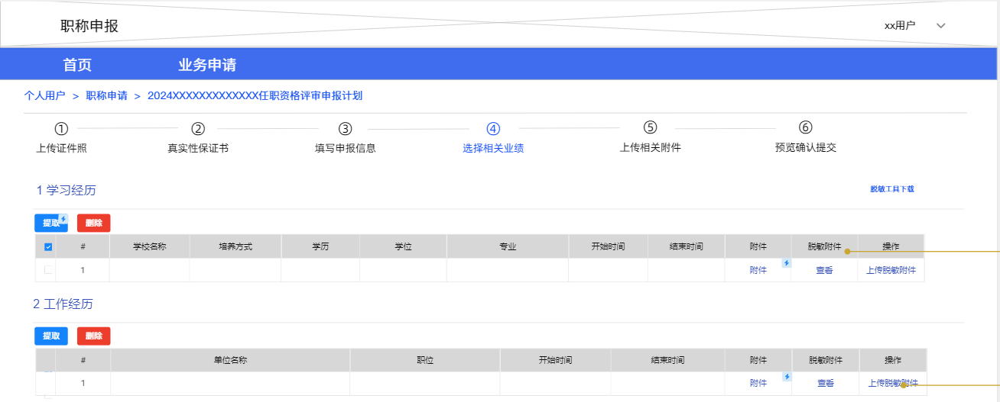 职称申报 xx用户
首页 业务申请
个人用户 > 职称申请 > 2024XXXXXXXXXXXXX任职资格评审申报计划
① ② ③ ④ ⑤ ⑥
上传证件照 真实性保证书 填写申报信息 选择相关业绩 上传相关附件 预览确认提交
1 学习经历 脱敏工具下载
提取 删除
# 学校名称 培养方式 学历 学位 专业 开始时间 结束时间 附件 脱敏附件 操作
1 附件 查看 上传脱敏附件
2 工作经历
提取 删除
# 单位名称 职位 开始时间 结束时间 附件 脱敏附件 操作
1 附件 查看 上传脱敏附件